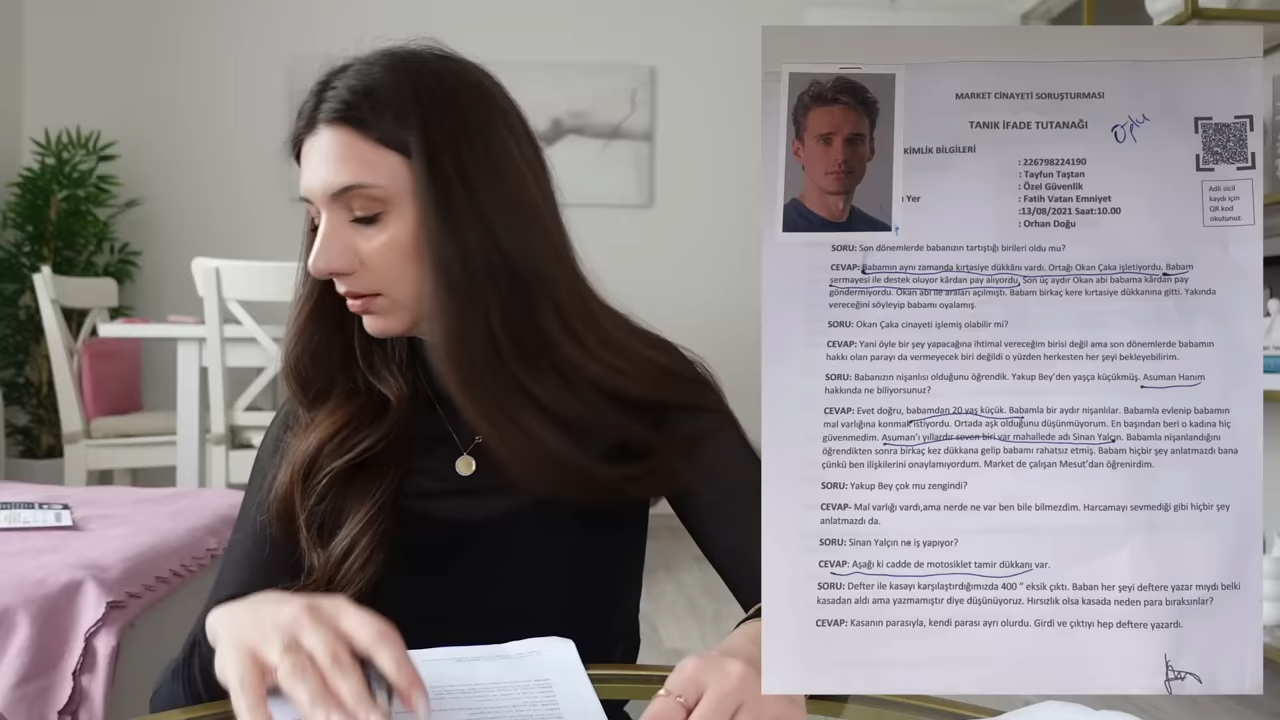 MARKET CİNAYETİ SORUŞTURMASI
TANIK İFADE TUTANAĞI
KİMLİK BİLGİLERİ
: 226798224190
: Tayfun Taştan
: Özel Güvenlik
Yer : Fatih Vatan Emniyet
:13/08/2021 Saat:10.00
: Orhan Doğu
Adli sicil
kaydı için
QR kod
okutunuz.
SORU: Son dönemlerde babanızın tartıştığı birileri oldu mu?
CEVAP: Babamın aynı zamanda kırtasiye dükkânı vardı. Ortağı Okan Çaka işletiyordu. Babam
sermayesi ile destek oluyor kârdan pay alıyordu. Son üç aydır Okan abi babama kârdan pay
göndermiyordu. Okan abi ile araları açılmıştı. Babam birkaç kere kırtasiye dükkanına gitti. Yakında
vereceğini söyleyip babamı oyalamış.
SORU: Okan Çaka cinayeti işlemiş olabilir mi?
CEVAP: Yani öyle bir şey yapacağına ihtimal vereceğim birisi değil ama son dönemlerde babamın
hakkı olan parayı da vermeyecek biri değildi o yüzden herkesten her şeyi bekleyebilirim.
SORU: Babanızın nişanlısı olduğunu öğrendik. Yakup Bey'den yaşça küçükmüş. Asuman Hanım
hakkında ne biliyorsunuz?
CEVAP: Evet doğru, babamdan 20 yaş küçük. Babamla bir aydır nişanlılar. Babamla evlenip babamın
mal varlığına konmak istiyordu. Ortada aşk olduğunu düşünmüyorum. En başından beri o kadına hiç
güvenmedim. Asuman'ı yıllardır seven biri var mahallede adı Sinan Yalçın. Babamla nişanlandığını
öğrendikten sonra birkaç kez dükkana gelip babamı rahatsız etmiş. Babam hiçbir şey anlatmazdı bana
çünkü ben ilişkilerini onaylamıyordum. Market de çalışan Mesut'dan öğrenirdim.
SORU: Yakup Bey çok mu zengindi?
CEVAP- Mal varlığı vardı,ama nerde ne var ben bile bilmezdim. Harcamayı sevmediği gibi hiçbir şey
anlatmazdı da.
SORU: Sinan Yalçın ne iş yapıyor?
CEVAP: Aşağı ki cadde de motosiklet tamir dükkanı var.
SORU: Defter ile kasayı karşılaştırdığımızda 400 " eksik çıktı. Baban her şeyi deftere yazar mıydı belki
kasadan aldı ama yazmamıştır diye düşünüyoruz. Hırsızlık olsa kasada neden para bıraksınlar?
CEVAP: Kasanın parasıyla, kendi parası ayrı olurdu. Girdi ve çıktıyı hep deftere yazardı.